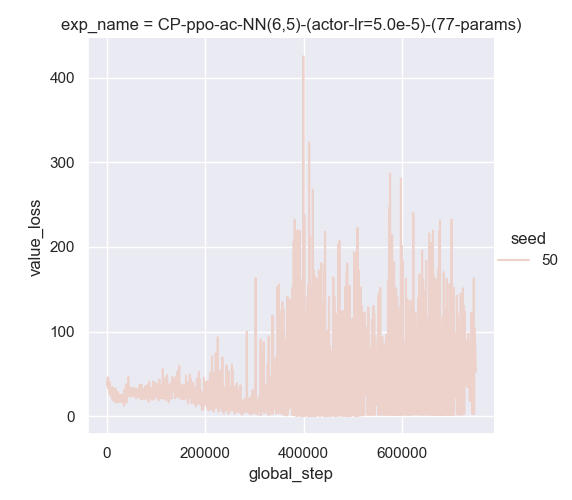 exp_name = CP-ppo-ac-NN(6,5)-(actor-lr=5.0e-5)-(77-params)
400
300
200
100
0
value_loss
seed
50
0
200000
400000
600000
global_step